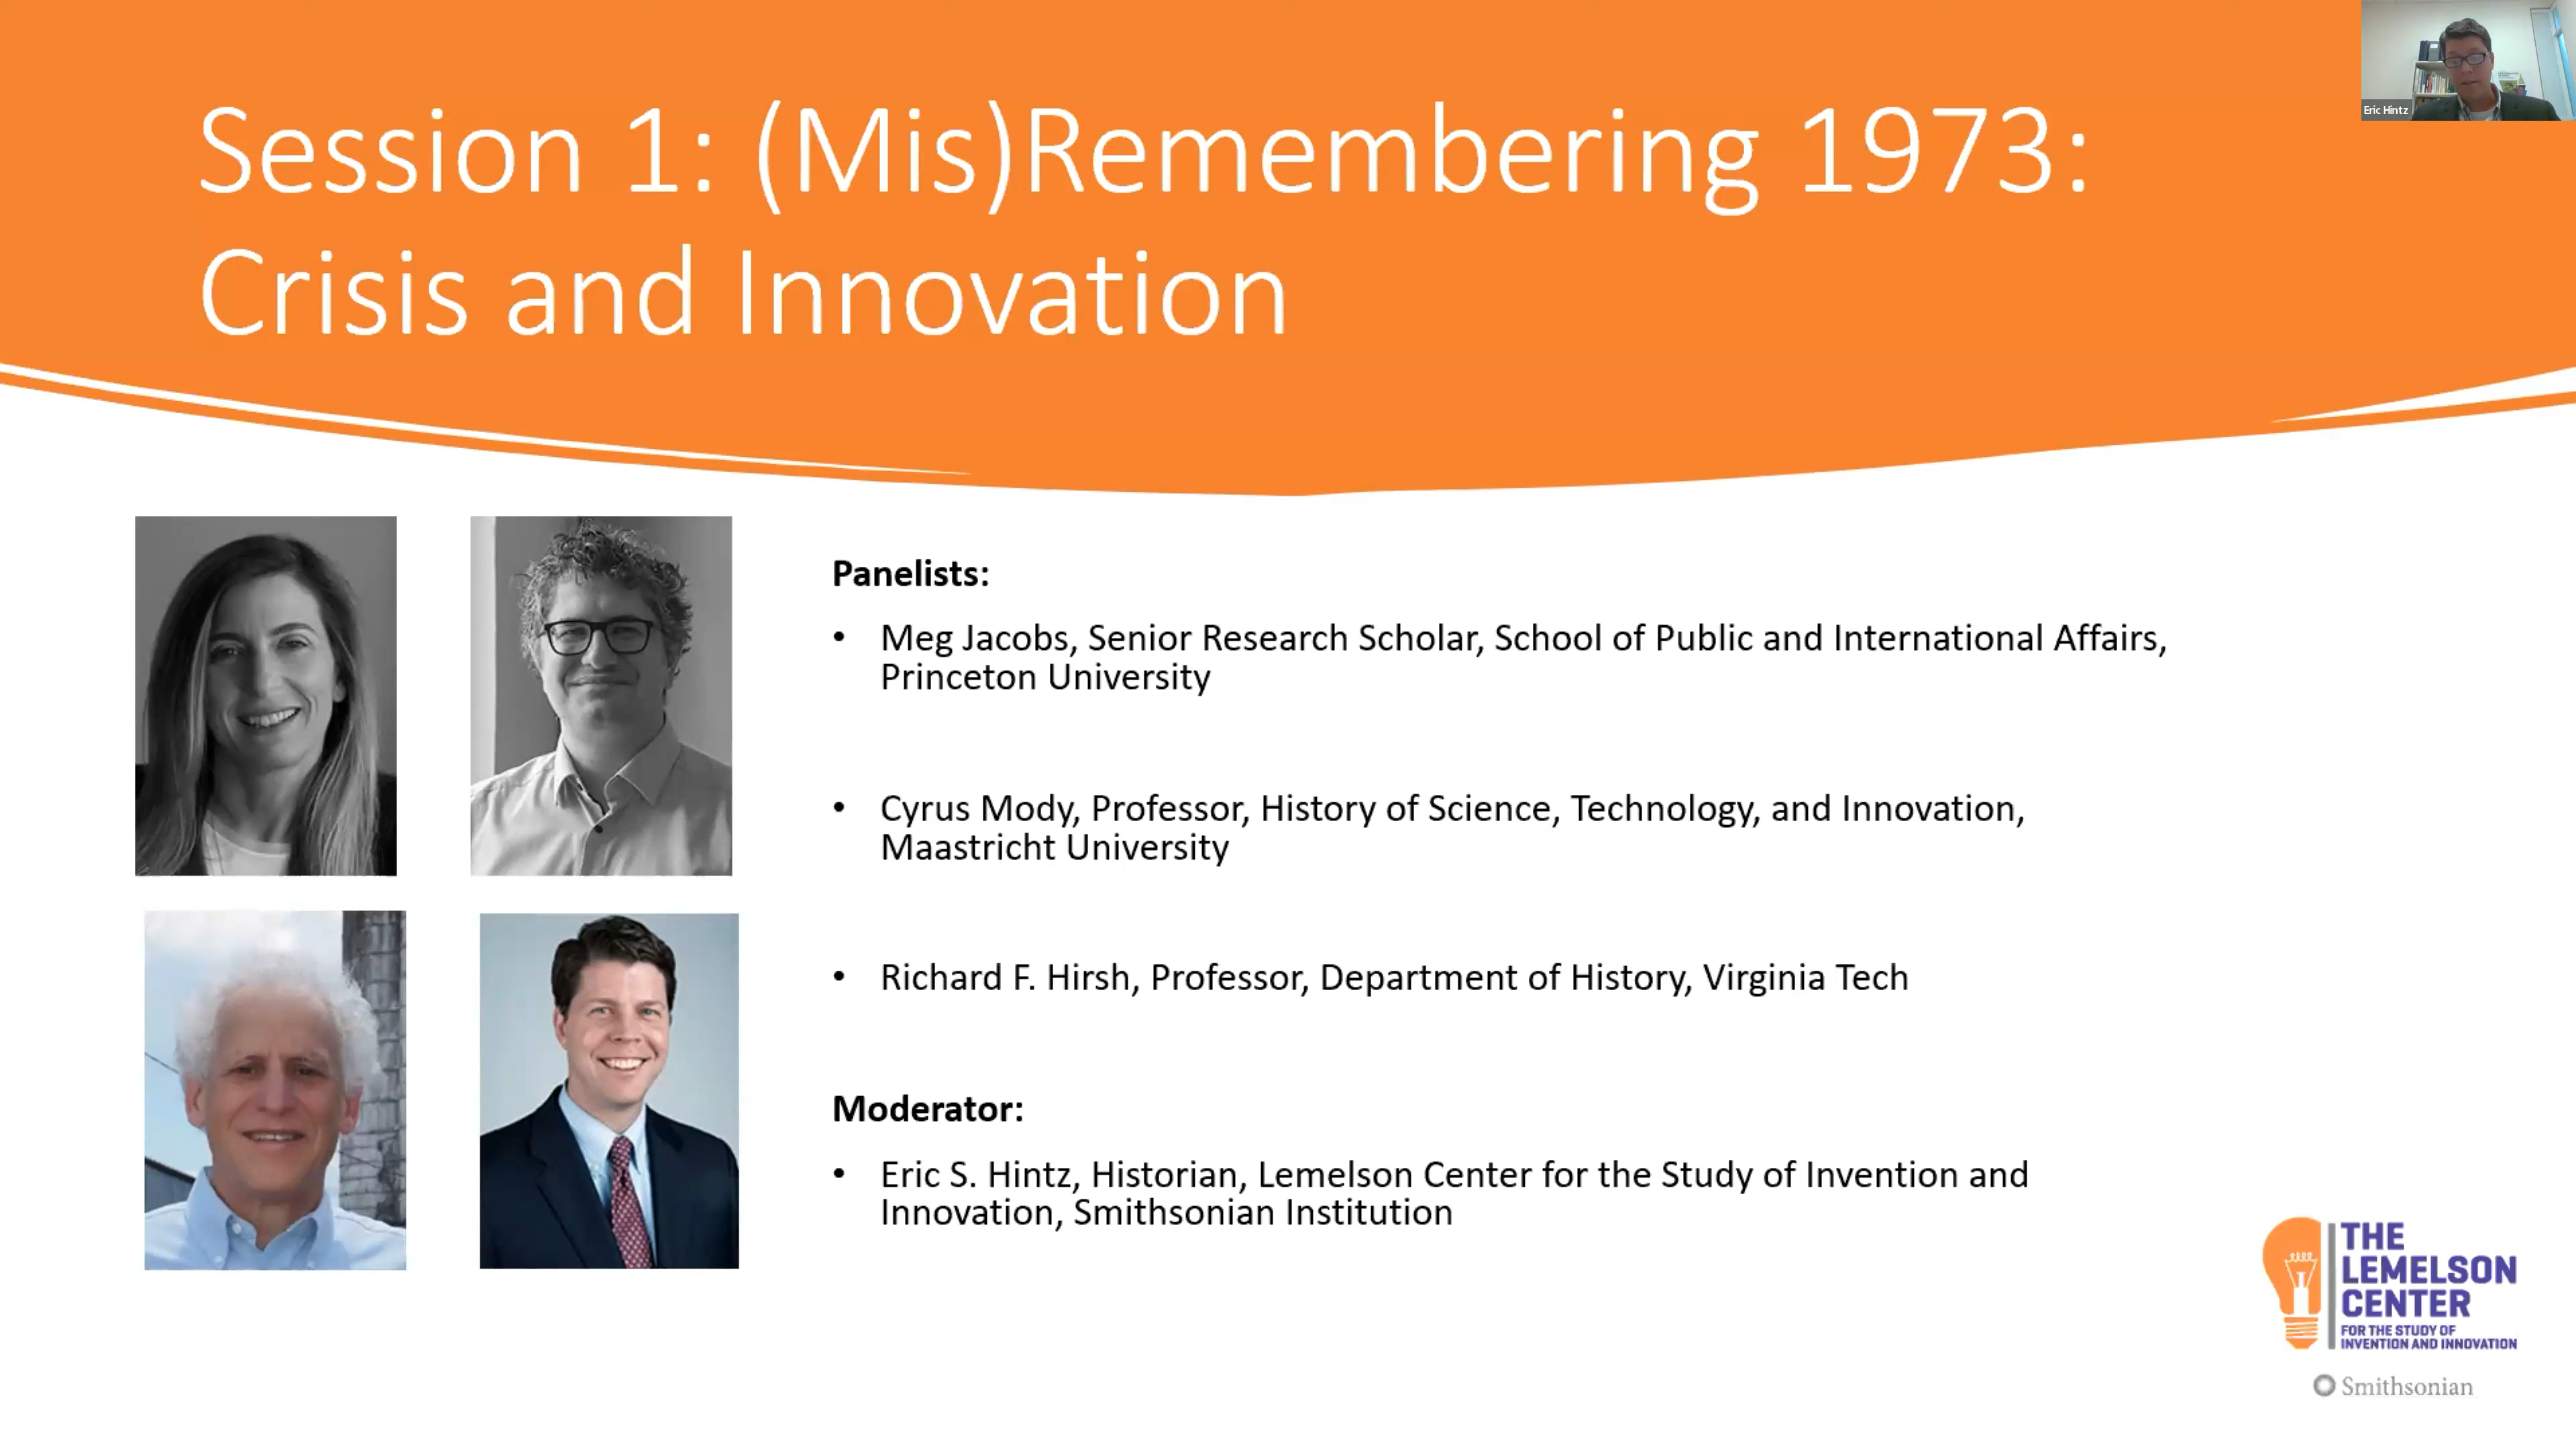 Session 1: (Mis)Remembering 1973:
Crisis and Innovation
Eric Hintz
Panelists:
• Meg Jacobs, Senior Research Scholar, School of Public and International Affairs,
Princeton University
• Cyrus Mody, Professor, History of Science, Technology, and Innovation,
Maastricht University
• Richard F. Hirsh, Professor, Department of History, Virginia Tech
Moderator:
• Eric S. Hintz, Historian, Lemelson Center for the Study of Invention and
Innovation, Smithsonian Institution
THE
LEMELSON
CENTER
FOR THE STUDY OF
INVENTION AND INNOVATION
Smithsonian